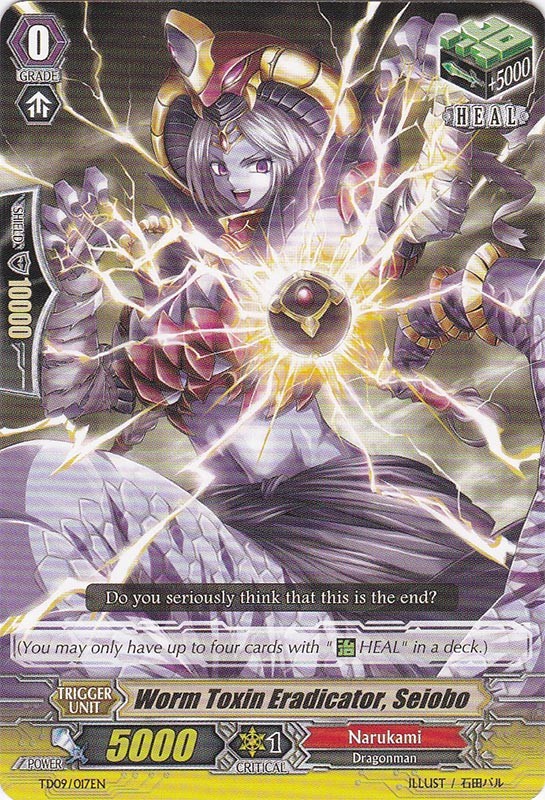 0
GRADE
+5000
HEAL
SHIELD
10000
Do you seriously think that this is the end?
(You may only have up to four cards with "治 HEAL" in a deck.)
TRIGGER
UNIT
Worm Toxin Eradicator, Seiobo
POWER
5000
1
CRITICAL
Narukami
Dragonman
TD09/017EN
ILLUST / 石田バル